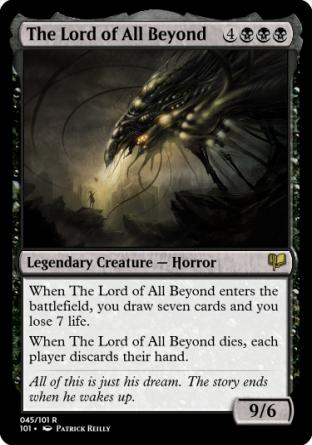 The Lord of All Beyond 4
Legendary Creature — Horror
When The Lord of All Beyond enters the
battlefield, you draw seven cards and you
lose 7 life.
When The Lord of All Beyond dies, each
player discards their hand.
All of this is just his dream. The story ends
when he wakes up.
9/6
045/101 R
101 • PATRICK REILLY